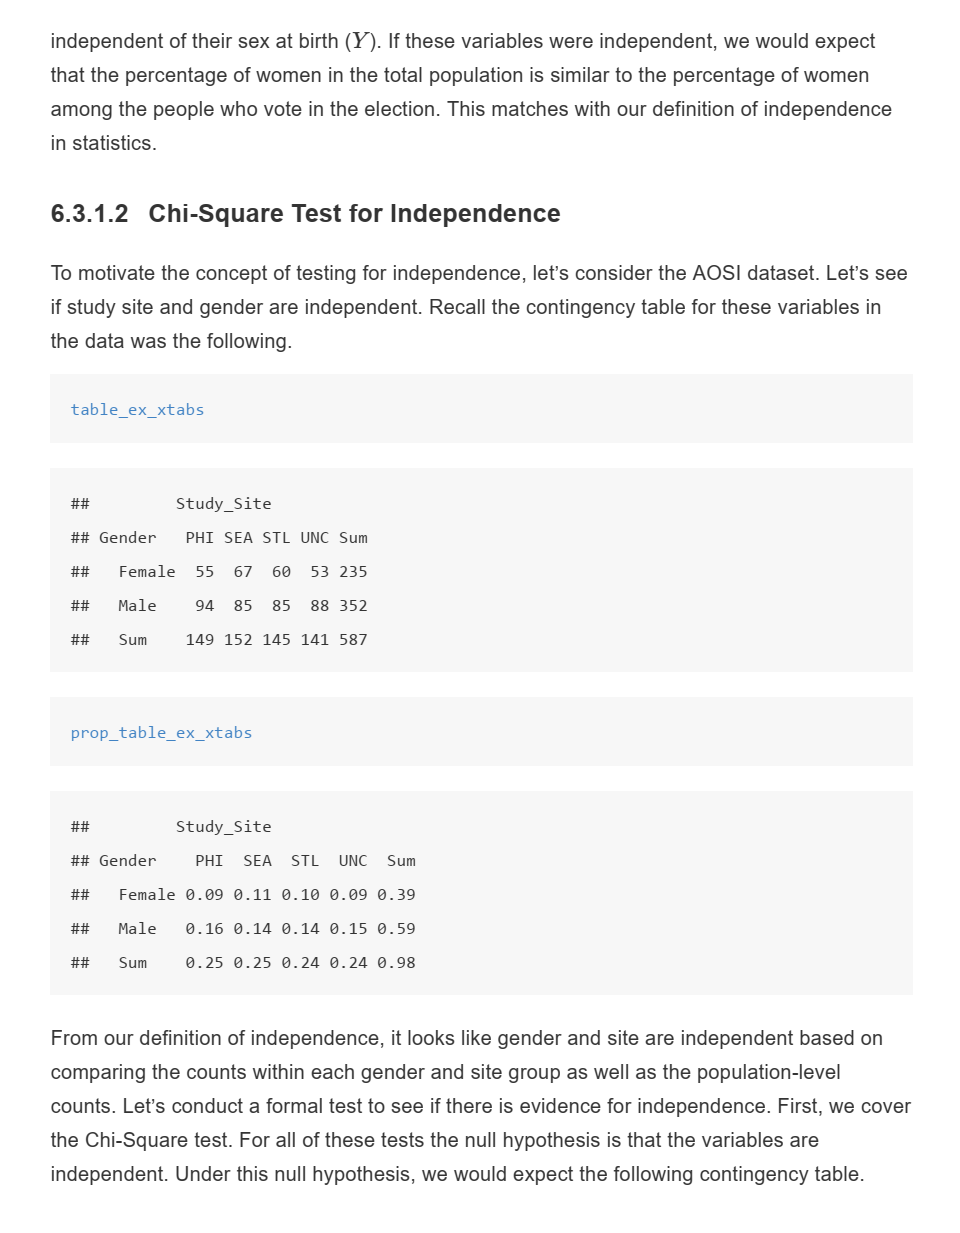 independent of their sex at birth (Y). If these variables were independent, we would expect
that the percentage of women in the total population is similar to the percentage of women
among the people who vote in the election. This matches with our definition of independence
in statistics.
6.3.1.2 Chi-Square Test for Independence
To motivate the concept of testing for independence, let’s consider the AOSI dataset. Let’s see
if study site and gender are independent. Recall the contingency table for these variables in
the data was the following.
table_ex_xtabs
##         Study_Site
## Gender   PHI SEA STL UNC Sum
##   Female  55  67  60  53 235
##   Male    94  85  85  88 352
##   Sum    149 152 145 141 587
prop_table_ex_xtabs
##         Study_Site
## Gender    PHI  SEA  STL  UNC  Sum
##   Female 0.09 0.11 0.10 0.09 0.39
##   Male   0.16 0.14 0.14 0.15 0.59
##   Sum    0.25 0.25 0.24 0.24 0.98
From our definition of independence, it looks like gender and site are independent based on
comparing the counts within each gender and site group as well as the population-level
counts. Let’s conduct a formal test to see if there is evidence for independence. First, we cover
the Chi-Square test. For all of these tests the null hypothesis is that the variables are
independent. Under this null hypothesis, we would expect the following contingency table.